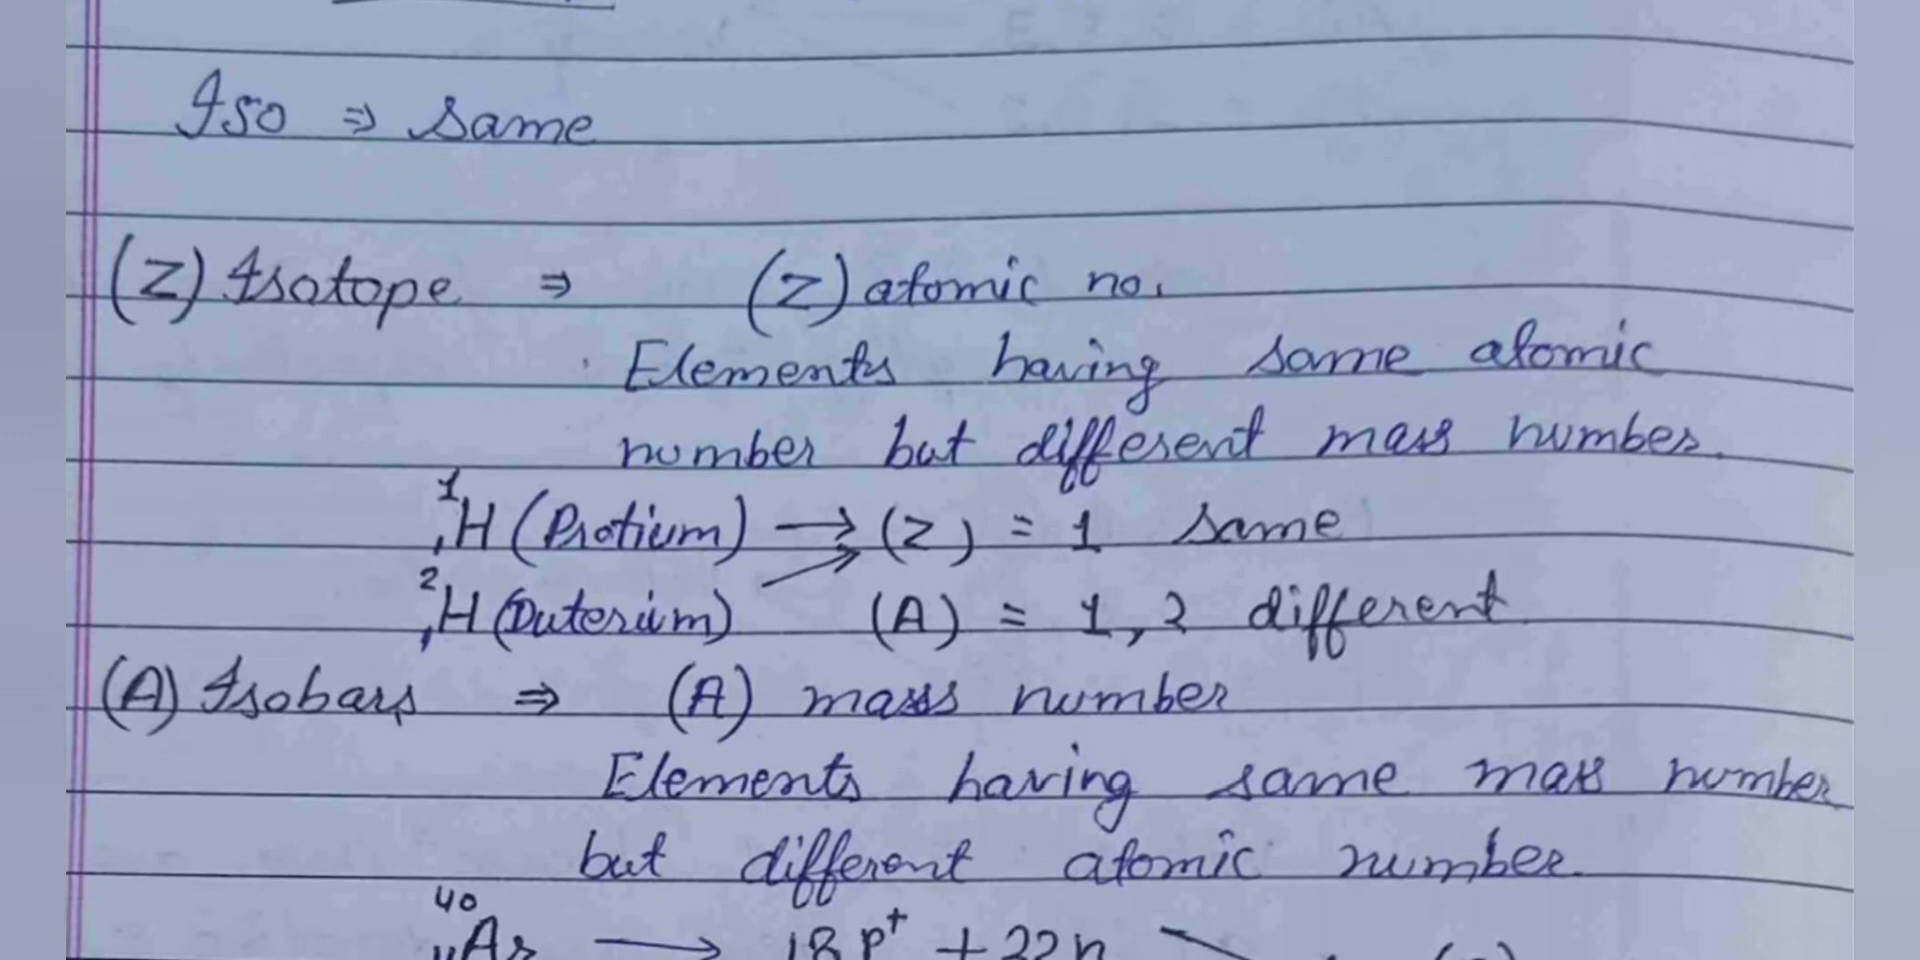 Iso ⇒ Same
(Z) Isotope ⇒ (Z) atomic no.
Elements having same atomic
number but different mass number.
¹₁H (Protium) → (Z) = 1 same
²₁H (Duterium) (A) = 1, 2 different
(A) Isobars ⇒ (A) mass number
Elements having same mass number
but different atomic number.
⁴⁰Ar → 18 p⁺ + 22n